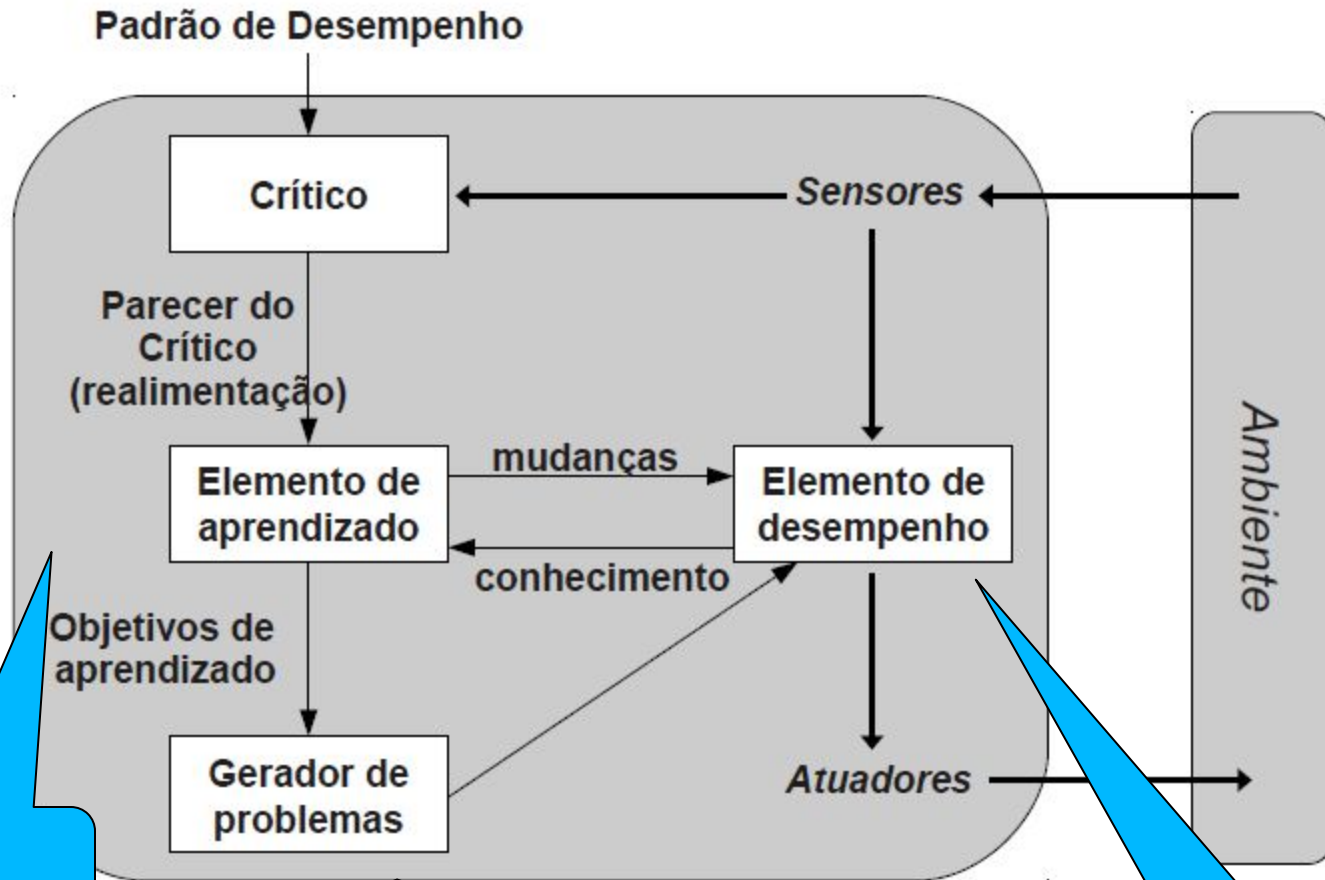 Padrão de Desempenho
Crítico
Sensores
Parecer do
Crítico
(realimentação)
mudanças
Elemento de
aprendizado
Elemento de
desempenho
conhecimento
Ambiente
Objetivos de
aprendizado
Gerador de
problemas
Atuadores